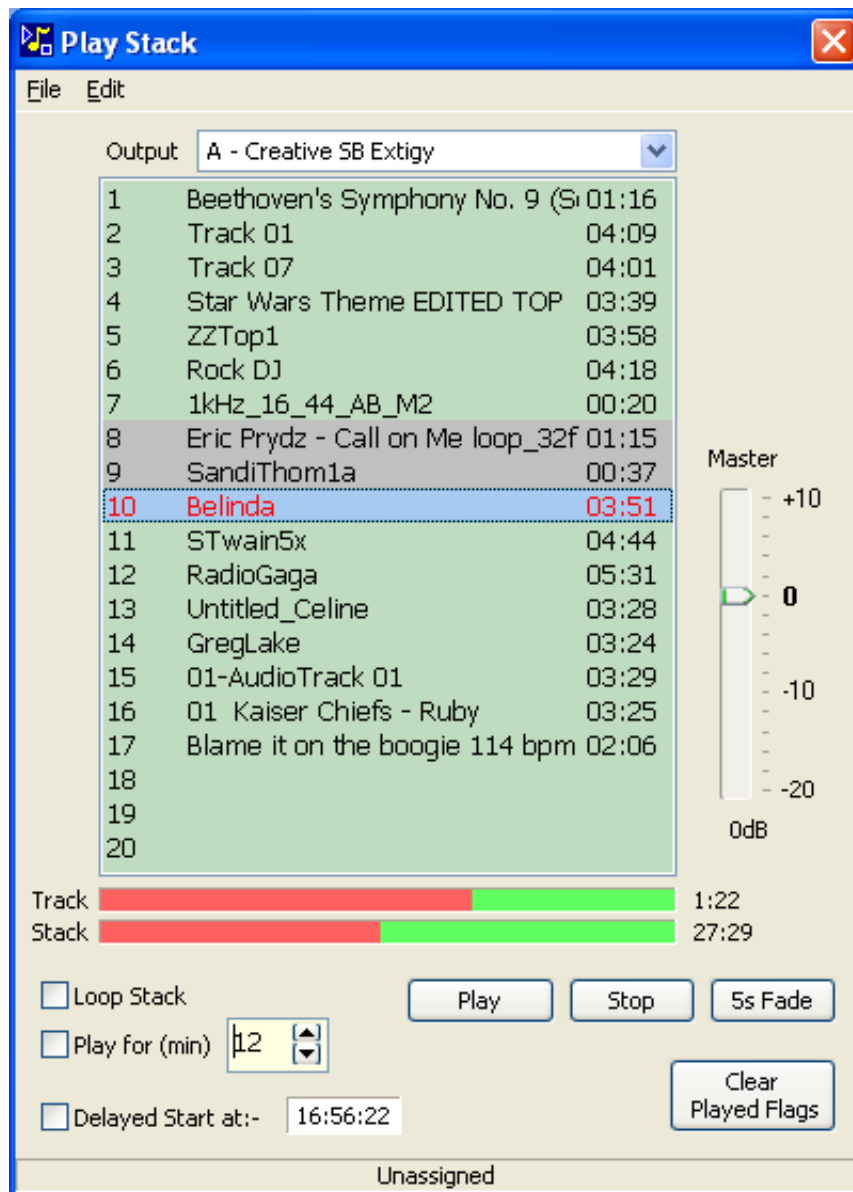 Play Stack
File Edit
Output A - Creative SB Extigy
1 Beethoven's Symphony No. 9 (S 01:16
2 Track 01 04:09
3 Track 07 04:01
4 Star Wars Theme EDITED TOP 03:39
5 ZZTop1 03:58
6 Rock DJ 04:18
7 1kHz_16_44_AB_M2 00:20
8 Eric Prydz - Call on Me loop_32f 01:15
9 SandiThom1a 00:37
10 Belinda 03:51
11 STwain5x 04:44
12 RadioGaga 05:31
13 Untitled_Celine 03:28
14 GregLake 03:24
15 01-AudioTrack 01 03:29
16 01 Kaiser Chiefs - Ruby 03:25
17 Blame it on the boogie 114 bpm 02:06
18
19
20
Master
+10
0
-10
-20
0dB
Track 1:22
Stack 27:29
Loop Stack
Play Stop 5s Fade
Play for (min) 12
Clear
Played Flags
Delayed Start at:- 16:56:22
Unassigned